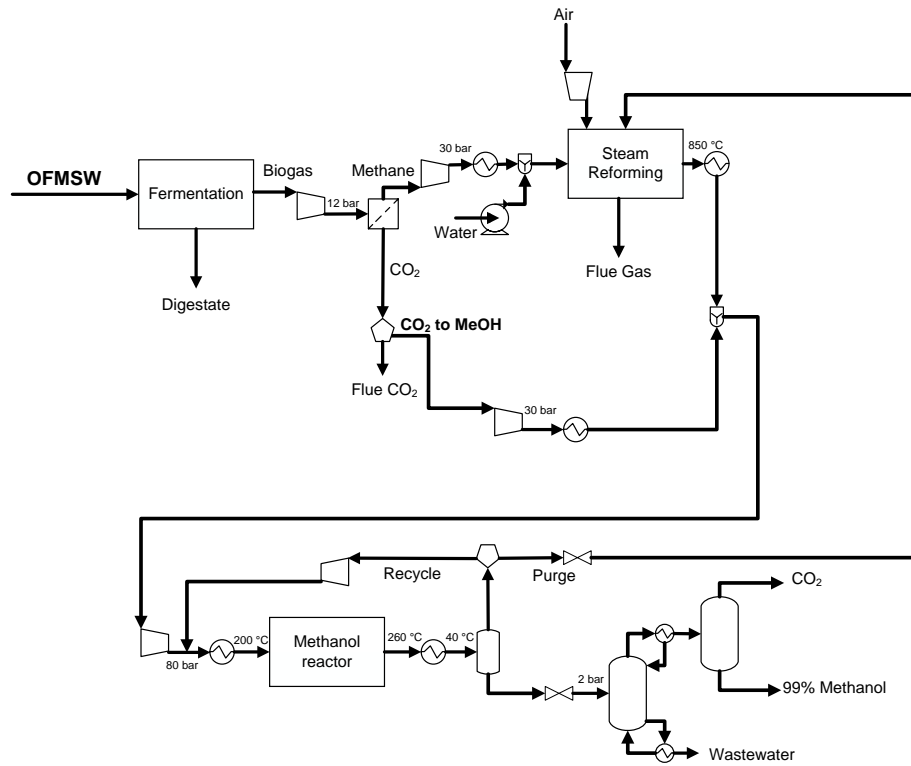 Air
30 bar
850 °C
Steam
Reforming
Biogas
Methane
OFMSW
Fermentation
12 bar
Water
Flue Gas
CO₂
Digestate
CO₂ to MeOH
Flue CO₂
30 bar
Recycle
Purge
CO₂
200 °C
Methanol
reactor
260 °C
40 °C
80 bar
2 bar
99% Methanol
Wastewater